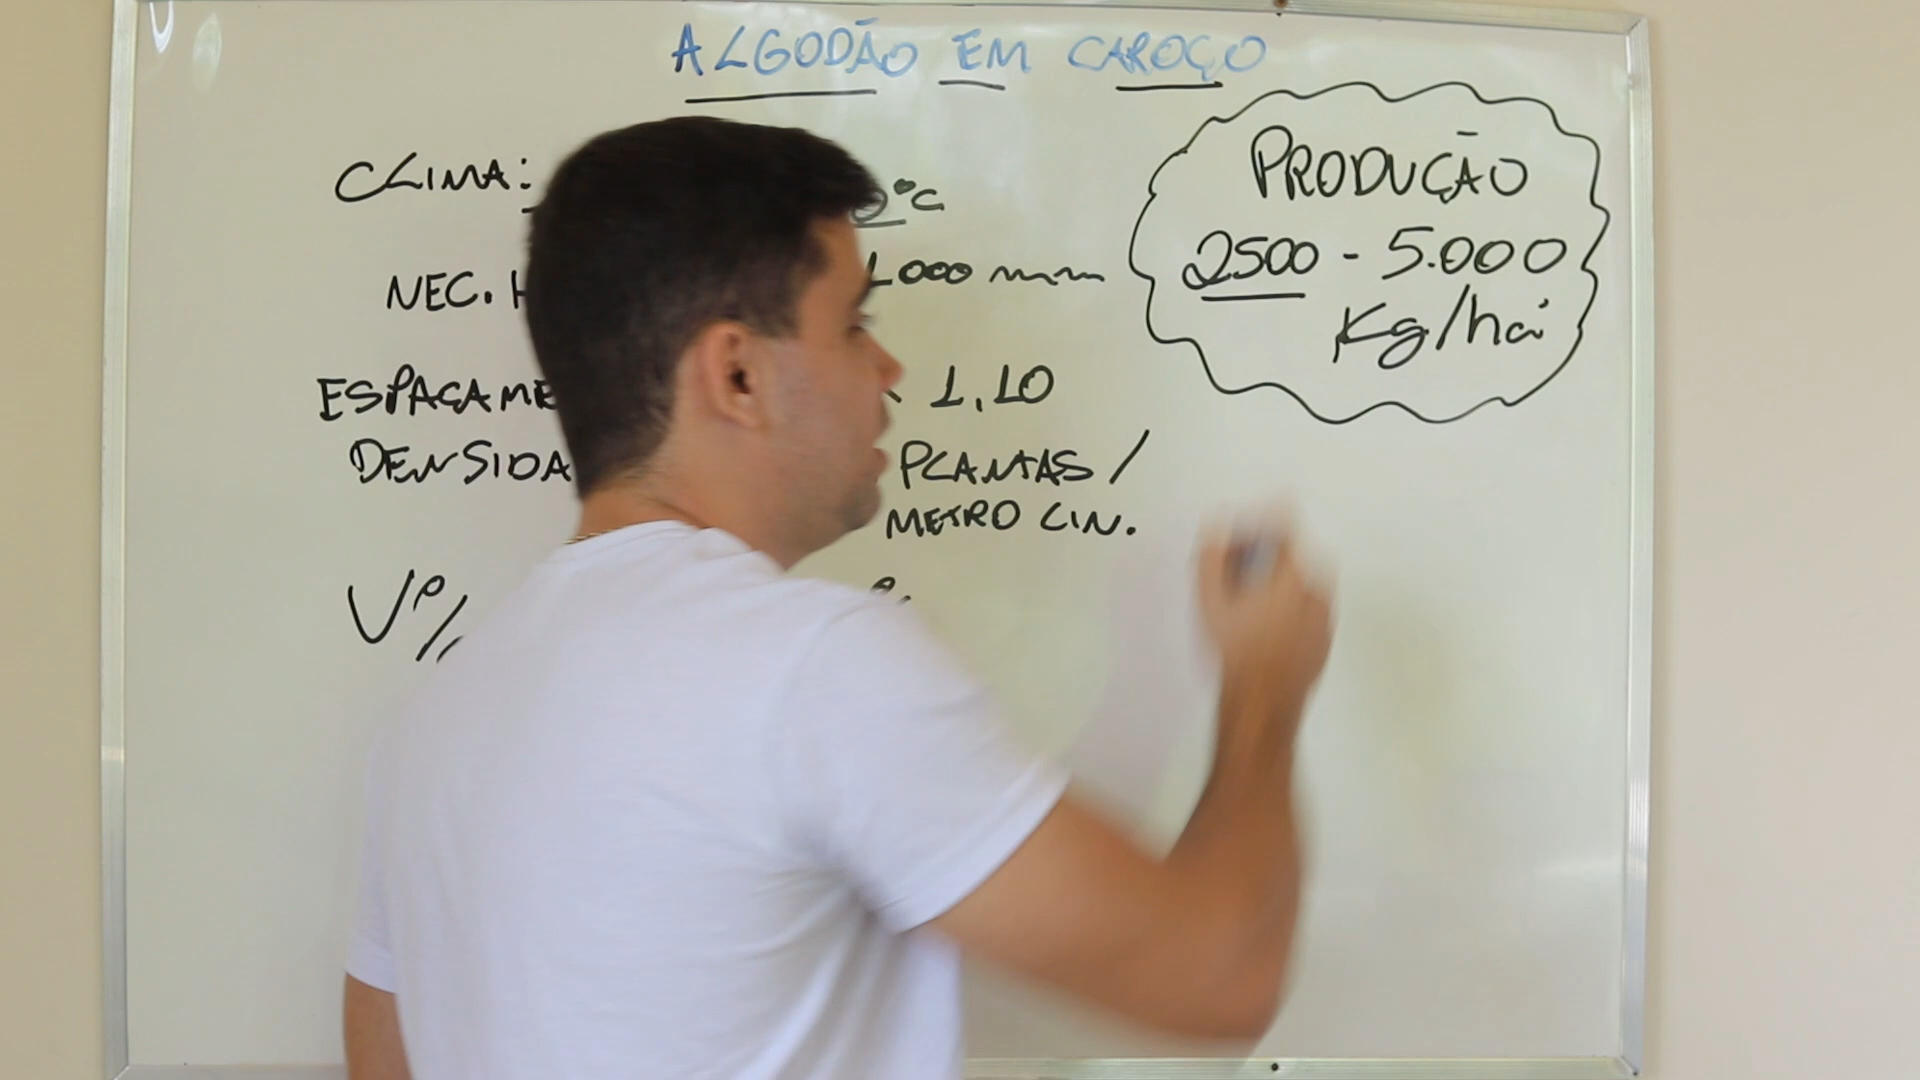 ALGODÃO EM CAROÇO
CLIMA: °C
NEC. 1000 mm
ESPAÇAME 1,10
DENSIDA PLANTAS /
METRO LIN.
V%
PRODUÇÃO
2500 - 5.000
Kg/há